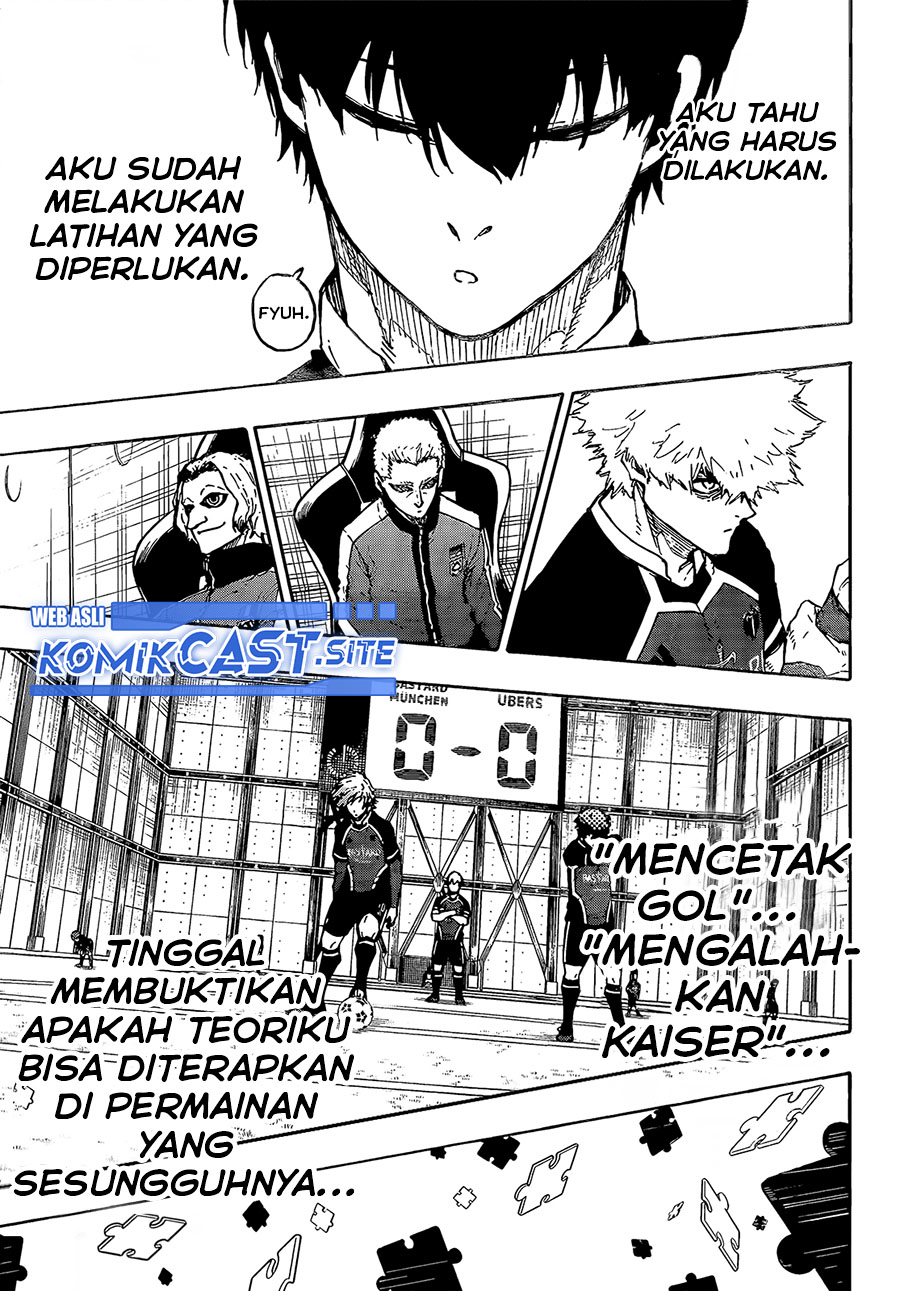 AKU TAHU
YANG HARUS
DILAKUKAN.
AKU SUDAH
MELAKUKAN
LATIHAN YANG
DIPERLUKAN.
FYUH.
WEB ASLI
KOMIKCAST.SITE
BASTARD
MÜNCHEN
UBERS
0-0
"MENCETAK
GOL"...
"MENGALAH-
KAN
KAISER"...
TINGGAL
MEMBUKTIKAN
APAKAH TEORIKU
BISA DITERAPKAN
DI PERMAINAN
YANG
SESUNGGUHNYA...